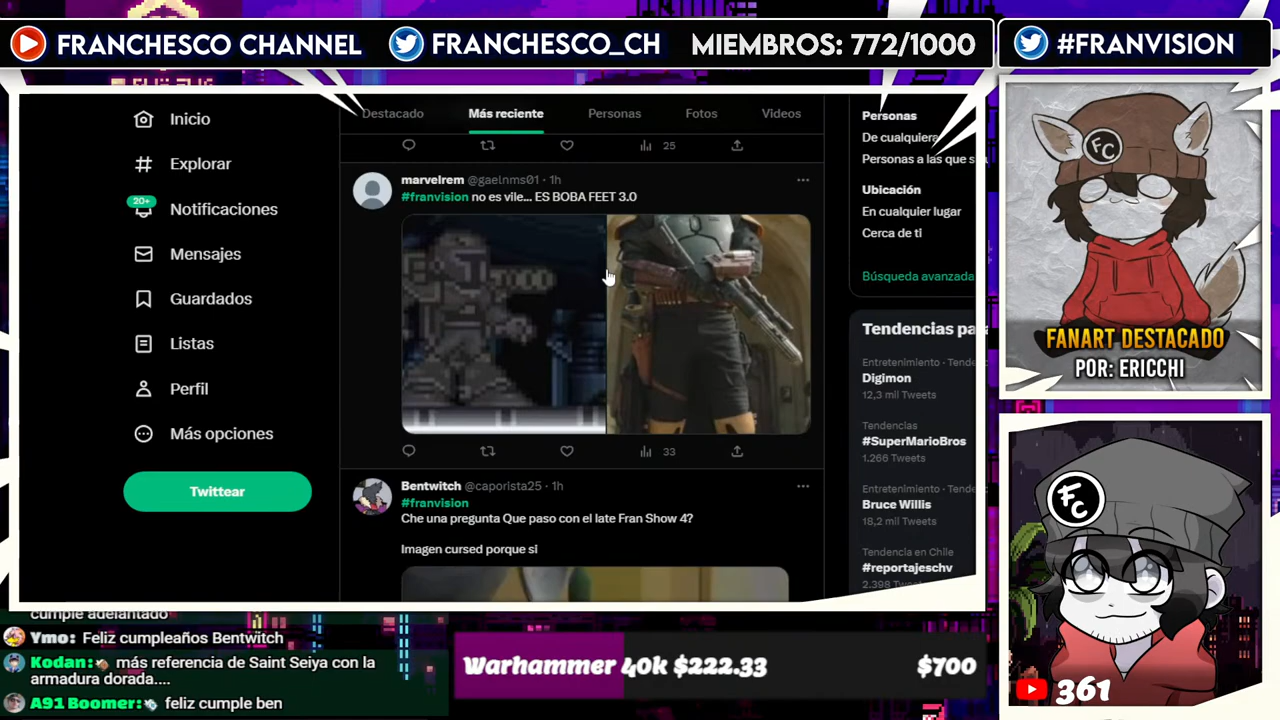 FRANCHESCO CHANNEL
FRANCHESCO_CH
MIEMBROS: 772/1000
#FRANVISION
Inicio
Explorar
20+
Notificaciones
Mensajes
Guardados
Listas
Perfil
Más opciones
Twittear
Destacado
Más reciente
Personas
Fotos
Videos
25
marvelrem @gaelnms01 · 1h
#franvision no es vile... ES BOBA FEET 3.0
33
Bentwitch @caporista25 · 1h
#franvision
Che una pregunta Que paso con el late Fran Show 4?
Imagen cursed porque si
Personas
De cualquiera
Personas a las que s
Ubicación
En cualquier lugar
Cerca de ti
Búsqueda avanzada
Tendencias pa
Entretenimiento · Tende
Digimon
12,3 mil Tweets
Tendencias
#SuperMarioBros
1.266 Tweets
Entretenimiento · Tende
Bruce Willis
18,2 mil Tweets
Tendencia en Chile
#reportajeschv
2.398 Tweets
FC
FANART DESTACADO
POR: ERICCHI
FC
361
cumple adelantado
Ymo: Feliz cumpleaños Bentwitch
Kodan: más referencia de Saint Seiya con la
armadura dorada....
A91 Boomer: feliz cumple ben
Warhammer 40k $222.33
$700